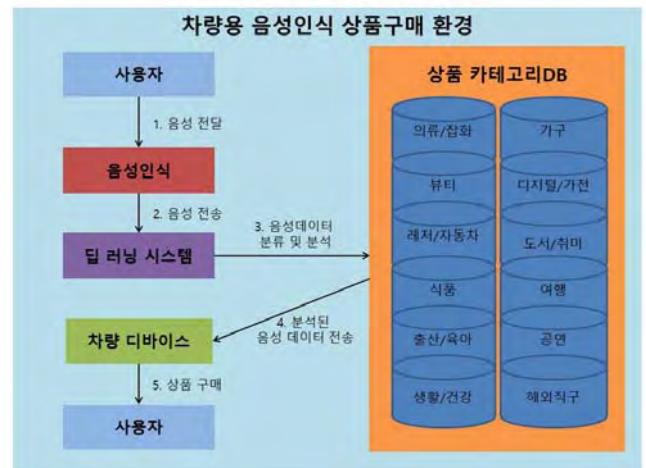 차량용 음성인식 상품구매 환경
사용자
1. 음성 전달
음성인식
2. 음성 전송
딥 러닝 시스템
3. 음성데이터
분류 및 분석
4. 분석된
음성 데이터 전송
차량 디바이스
5. 상품 구매
사용자
상품 카테고리DB
의류/잡화
가구
뷰티
디지털/가전
레저/자동차
도서/취미
식품
여행
출산/육아
공연
생활/건강
해외직구